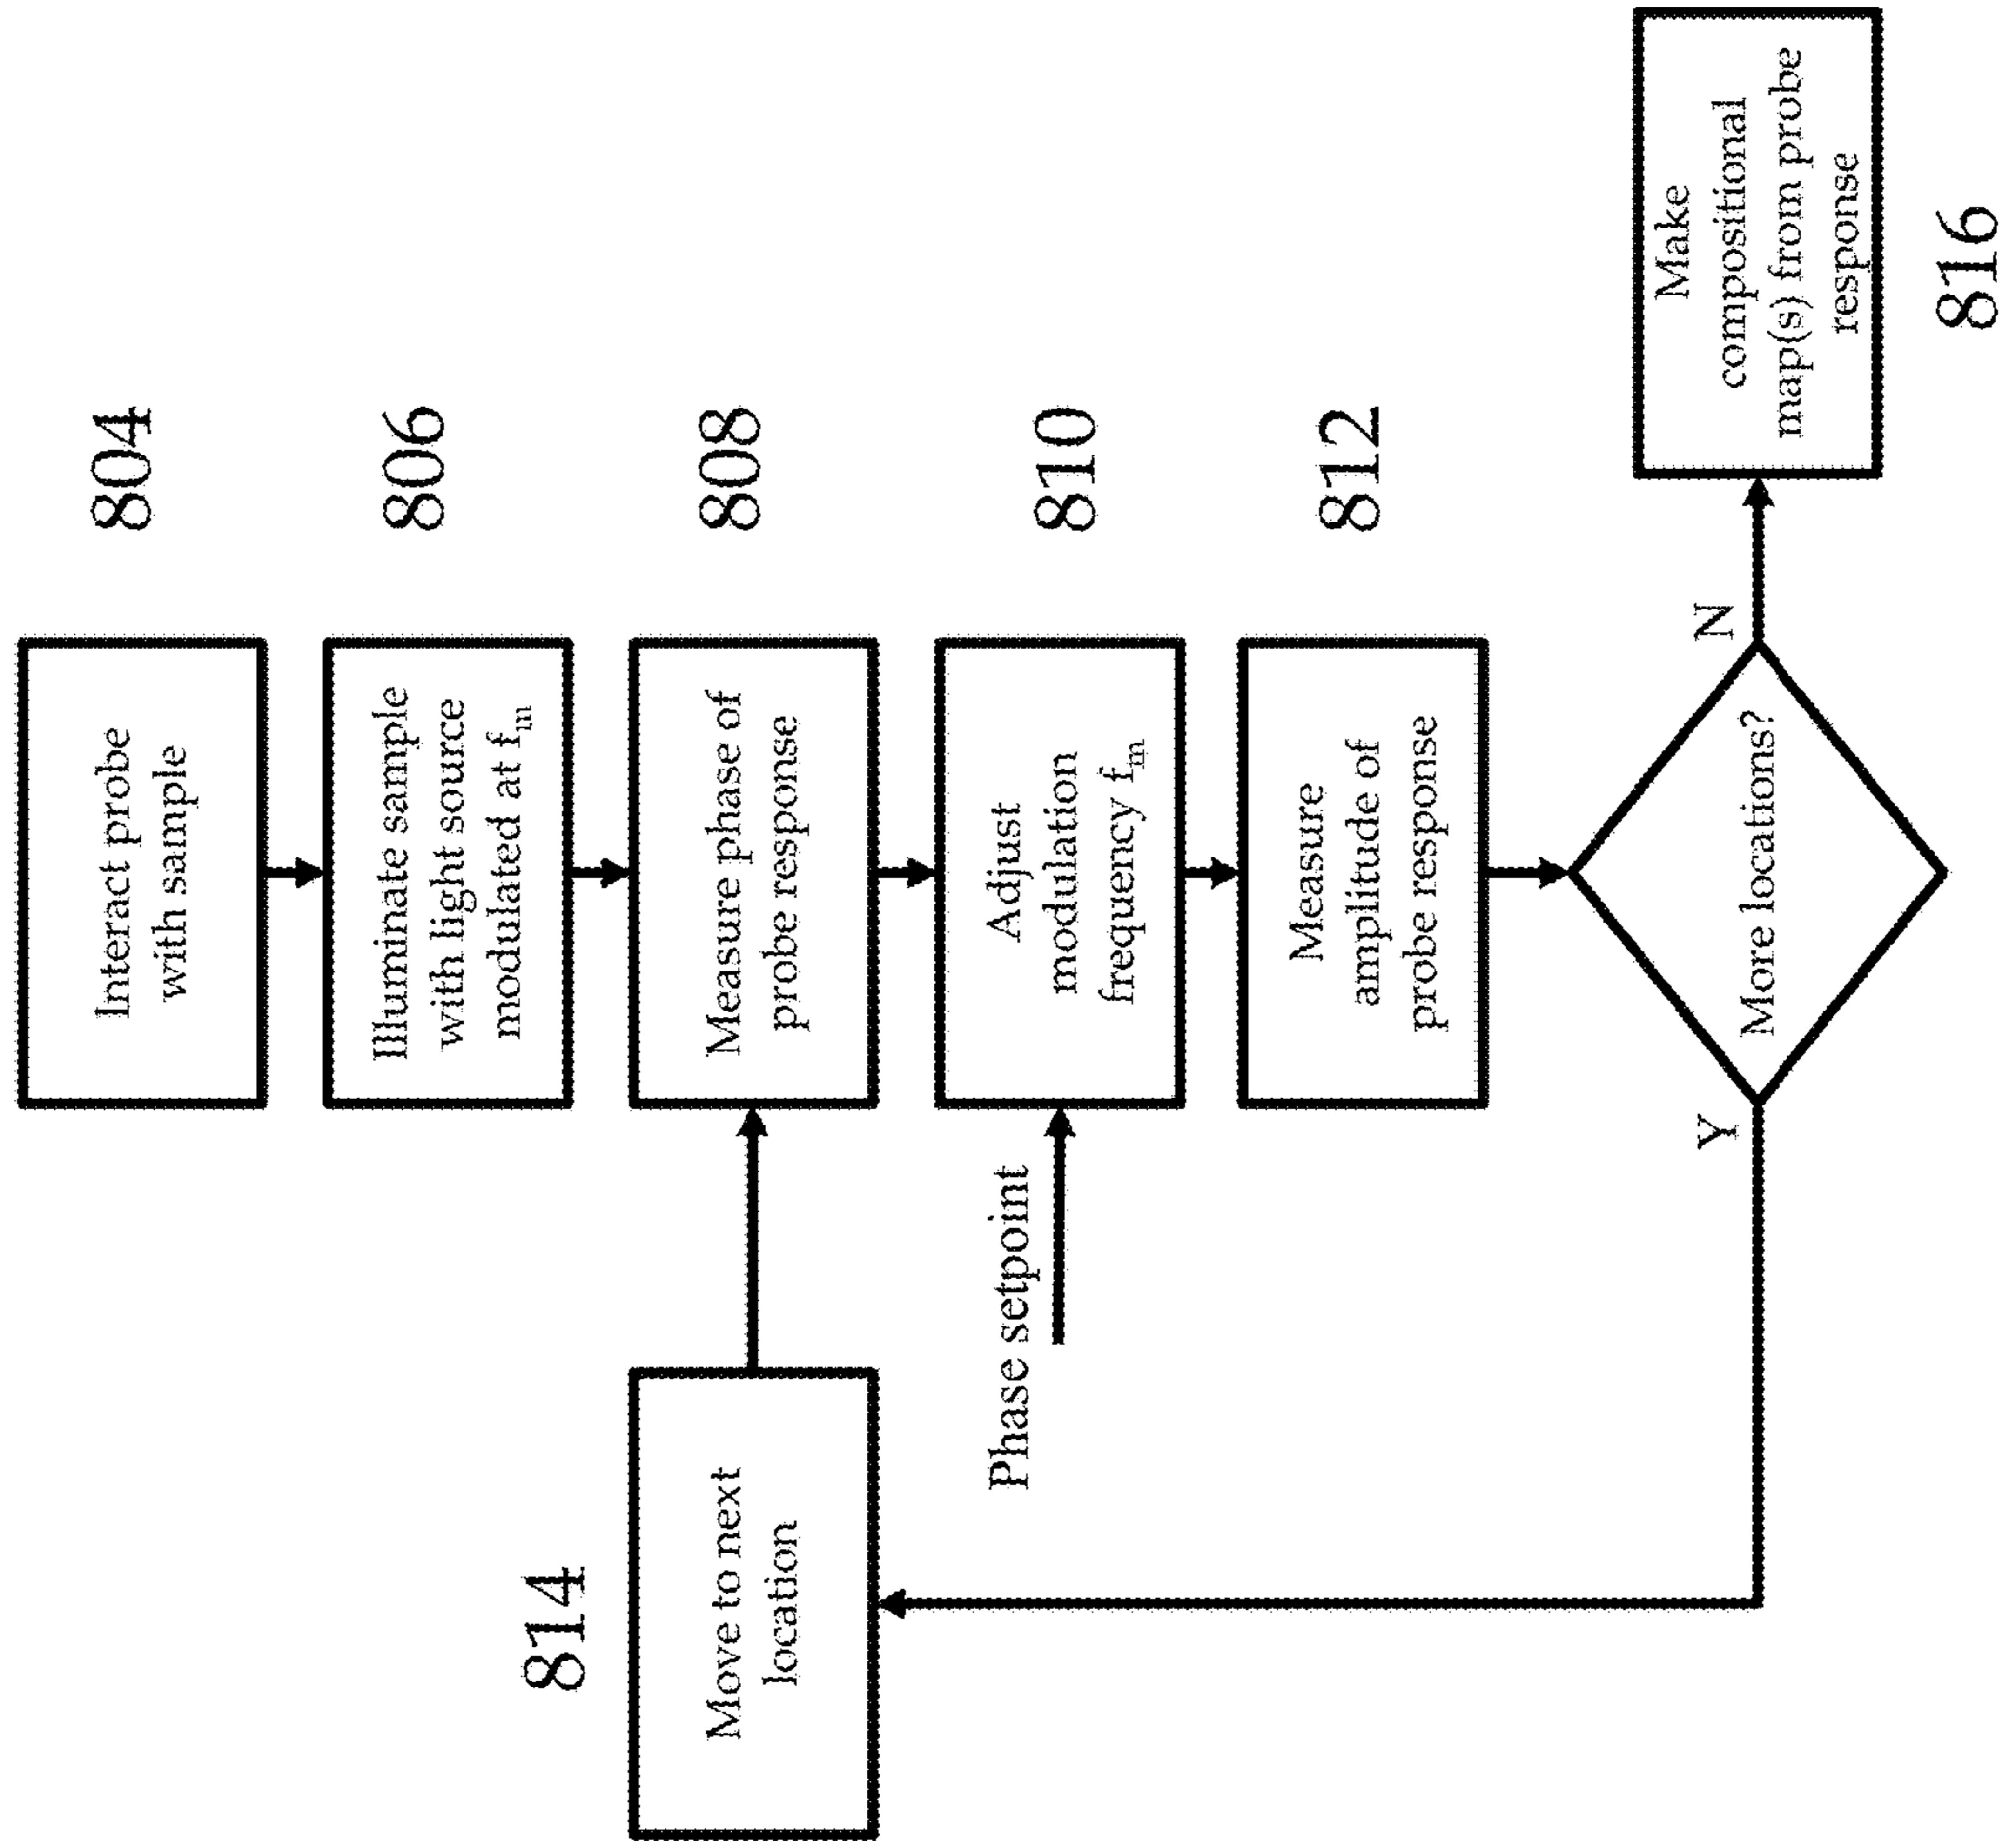 804
Interact probe
with sample
806
Illuminate sample
with light source
modulated at fm
808
Measure phase of
probe response
810
Adjust
modulation
frequency fm
812
Measure
amplitude of
probe response
More locations?
Y
N
814
Move to next
location
Phase setpoint
Make
compositional
map(s) from probe
response
816